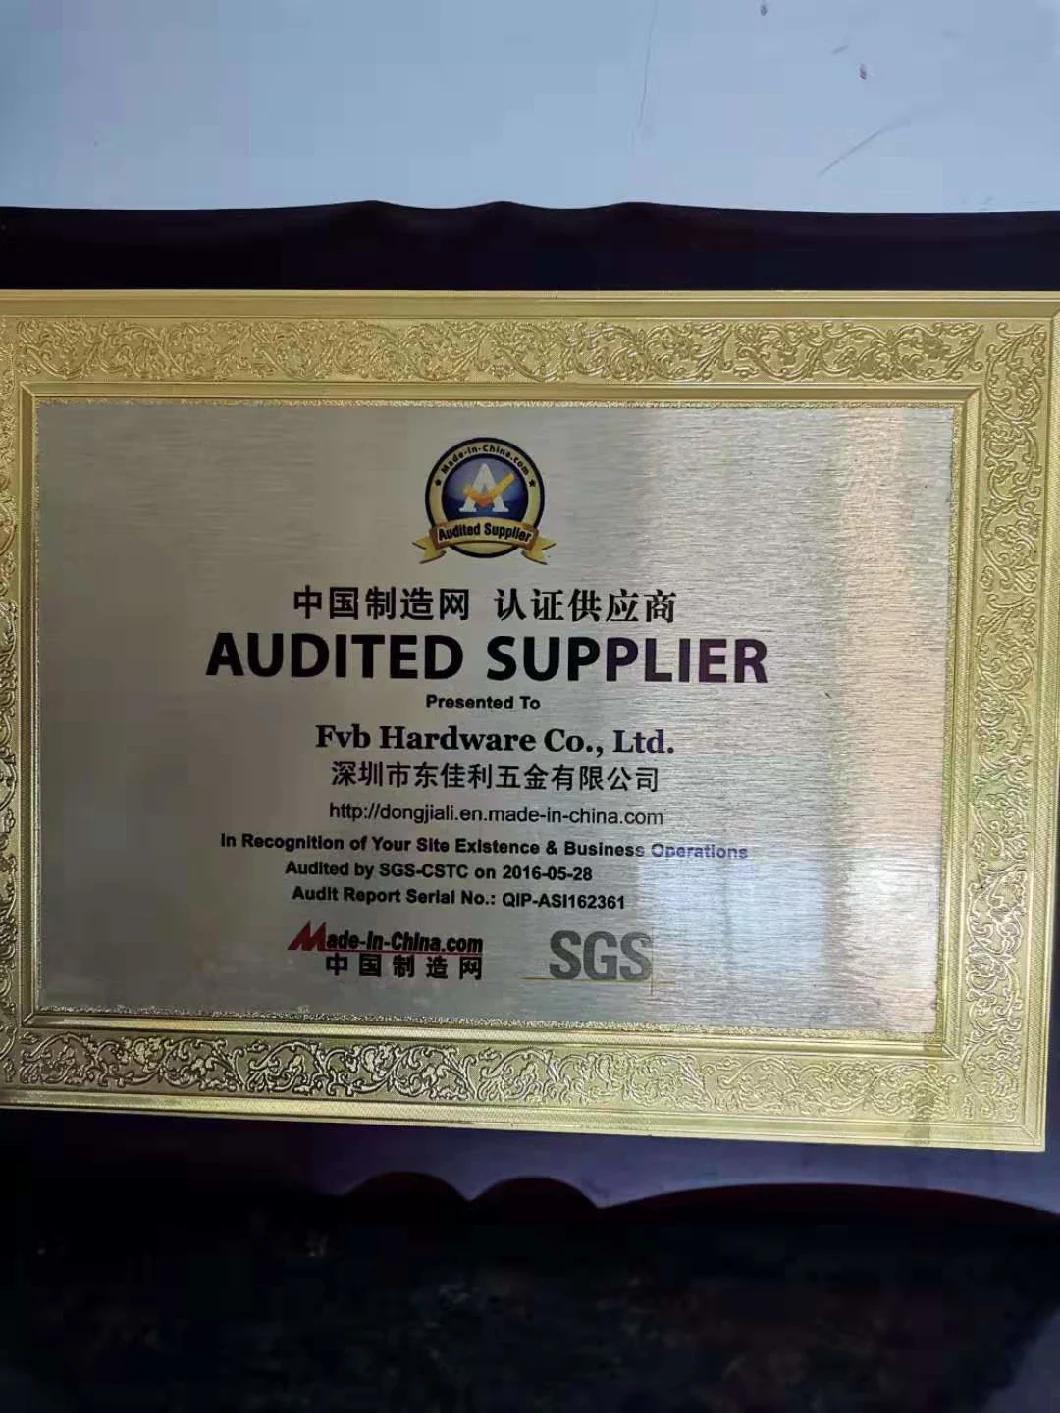 Made-in-China.com
Audited Supplier
中国制造网 认证供应商
AUDITED SUPPLIER
Presented To
Fvb Hardware Co., Ltd.
深圳市东佳利五金有限公司
http://dongjiali.en.made-in-china.com
In Recognition of Your Site Existence & Business Operations
Audited by SGS-CSTC on 2016-05-28
Audit Report Serial No.: QIP-ASI162361
Made-in-China.com
中国制造网
SGS